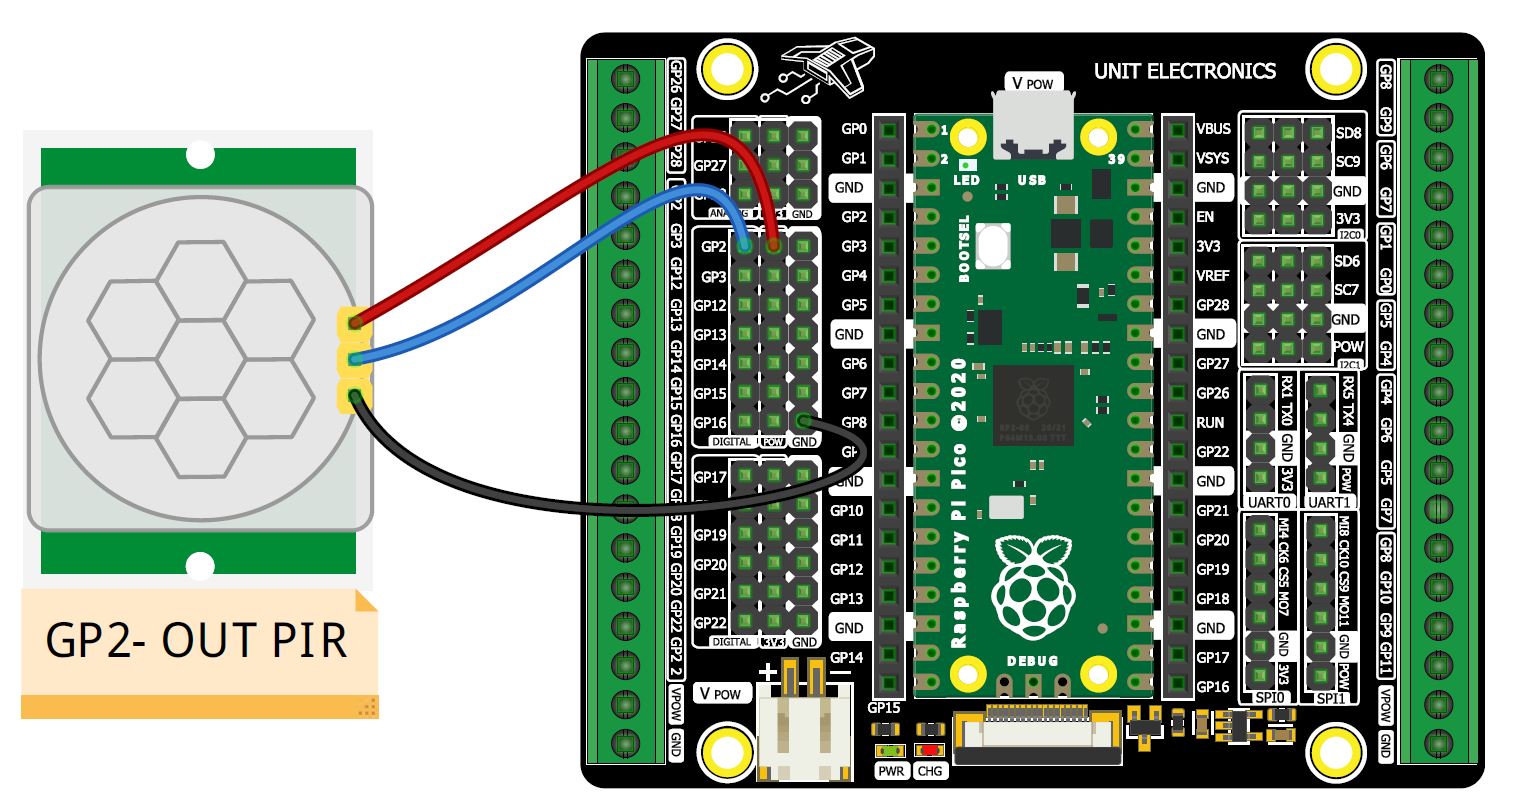 V POW
UNIT ELECTRONICS
GP26 GP27 GP28
GP3 GP12 GP13 GP14 GP15 GP16 GP17
GP19 GP20 GP22 GP2 2
VPOW
GND
GP27
GND
GP2
GP3
GP12
GP13
GP14
GP15
GP16
DIGITAL POW GND
GP17
GP19
GP20
GP21
GP22
DIGITAL 3V3 GND
+ −
V POW
GP0
GP1
GND
GP2
GP3
GP4
GP5
GND
GP6
GP7
GP8
GND
GP10
GP11
GP12
GP13
GND
GP14
GP15
PWR CHG
1
2
39
LED
USB
BOOTSEL
Raspberry Pi Pico ©2020
DEBUG
VBUS
VSYS
GND
EN
3V3
VREF
GP28
GND
GP27
GP26
RUN
GP22
GND
GP21
GP20
GP19
GP18
GND
GP17
GP16
SD8
SC9
GND
3V3
I2C0
SD6
SC7
GND
POW
I2C1
RX1 TX0 GND 3V3
UART0
RX5 TX4 GND POW
UART1
MI4 CK6 CS5 MO7 GND 3V3
SPI0
MI8 CK10 CS9 MO11 GND POW
SPI1
GP8 GP9
GP6 GP7
GP1 GP0
GP5 GP4
GP4 GP6 GP5 GP7
GP8 GP10 GP9 GP11
VPOW
GND
GP2- OUT PIR